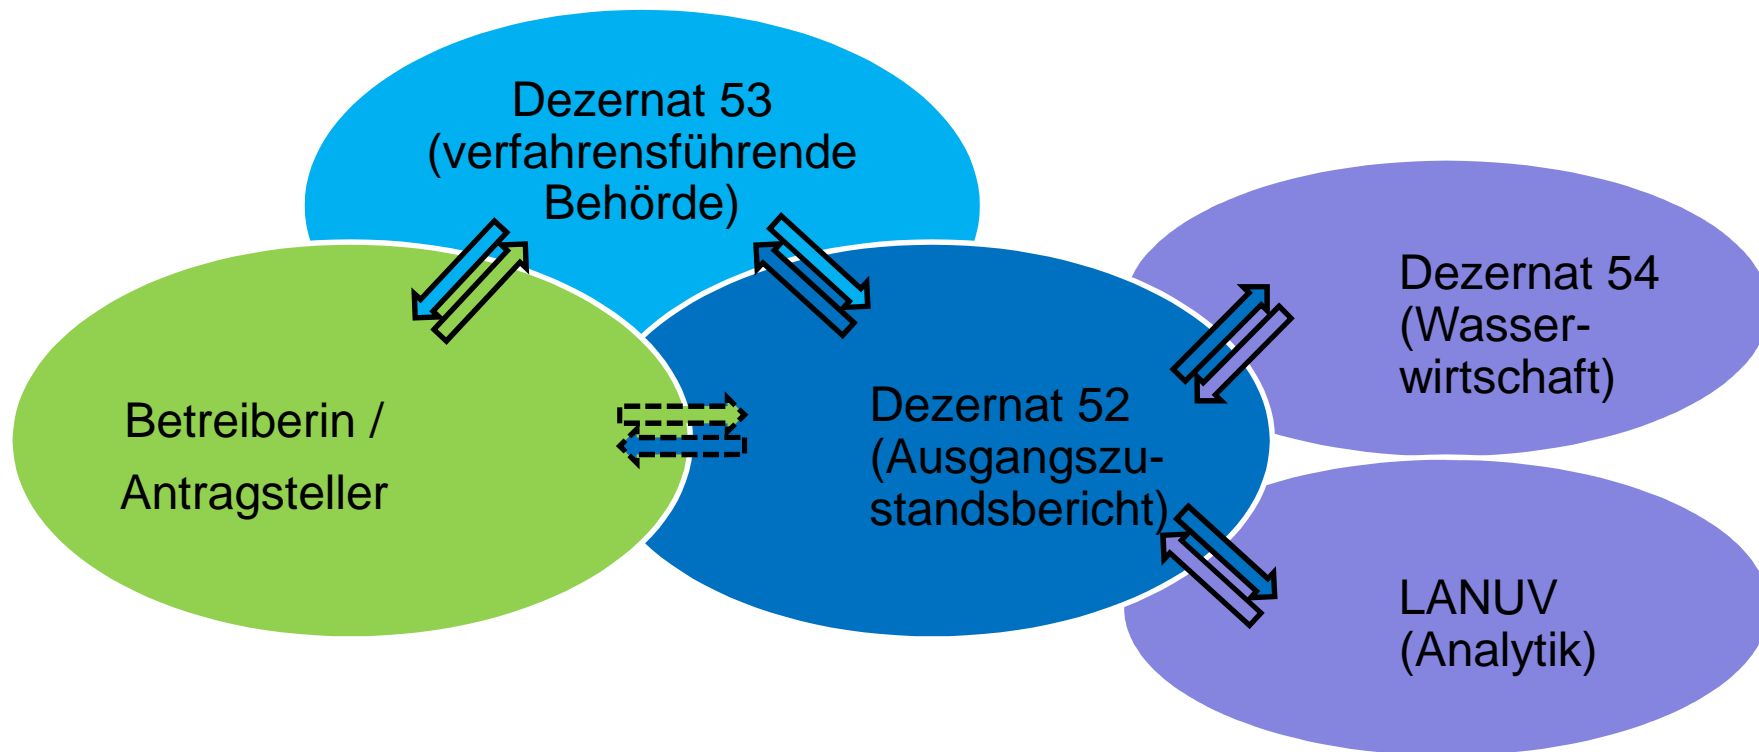 Dezernat 53
(verfahrensführende
Behörde)
Betreiberin /
Antragsteller
Dezernat 52
(Ausgangszu-
standsbericht)
Dezernat 54
(Wasser-
wirtschaft)
LANUV
(Analytik)